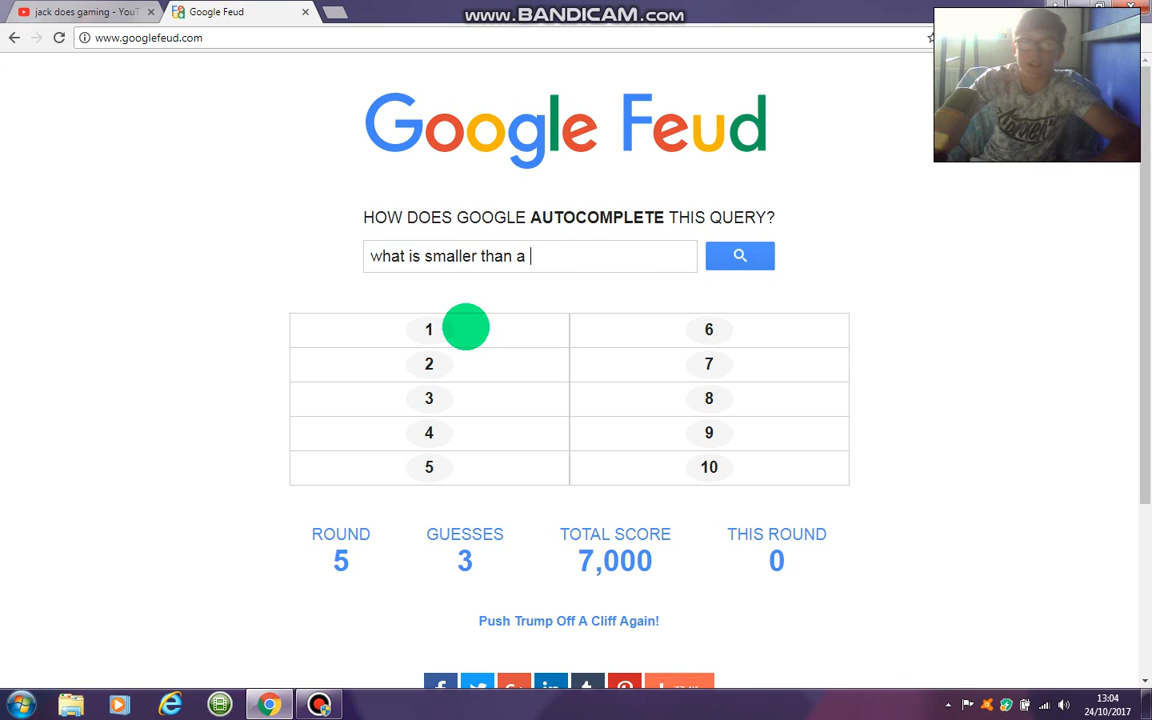 www.BANDICAM.com
jack does gaming - YouT
Google Feud
www.googlefeud.com
Google Feud
HOW DOES GOOGLE AUTOCOMPLETE THIS QUERY?
what is smaller than a
1 6
2 7
3 8
4 9
5 10
ROUND GUESSES TOTAL SCORE THIS ROUND
5 3 7,000 0
Push Trump Off A Cliff Again!
13:04
24/10/2017